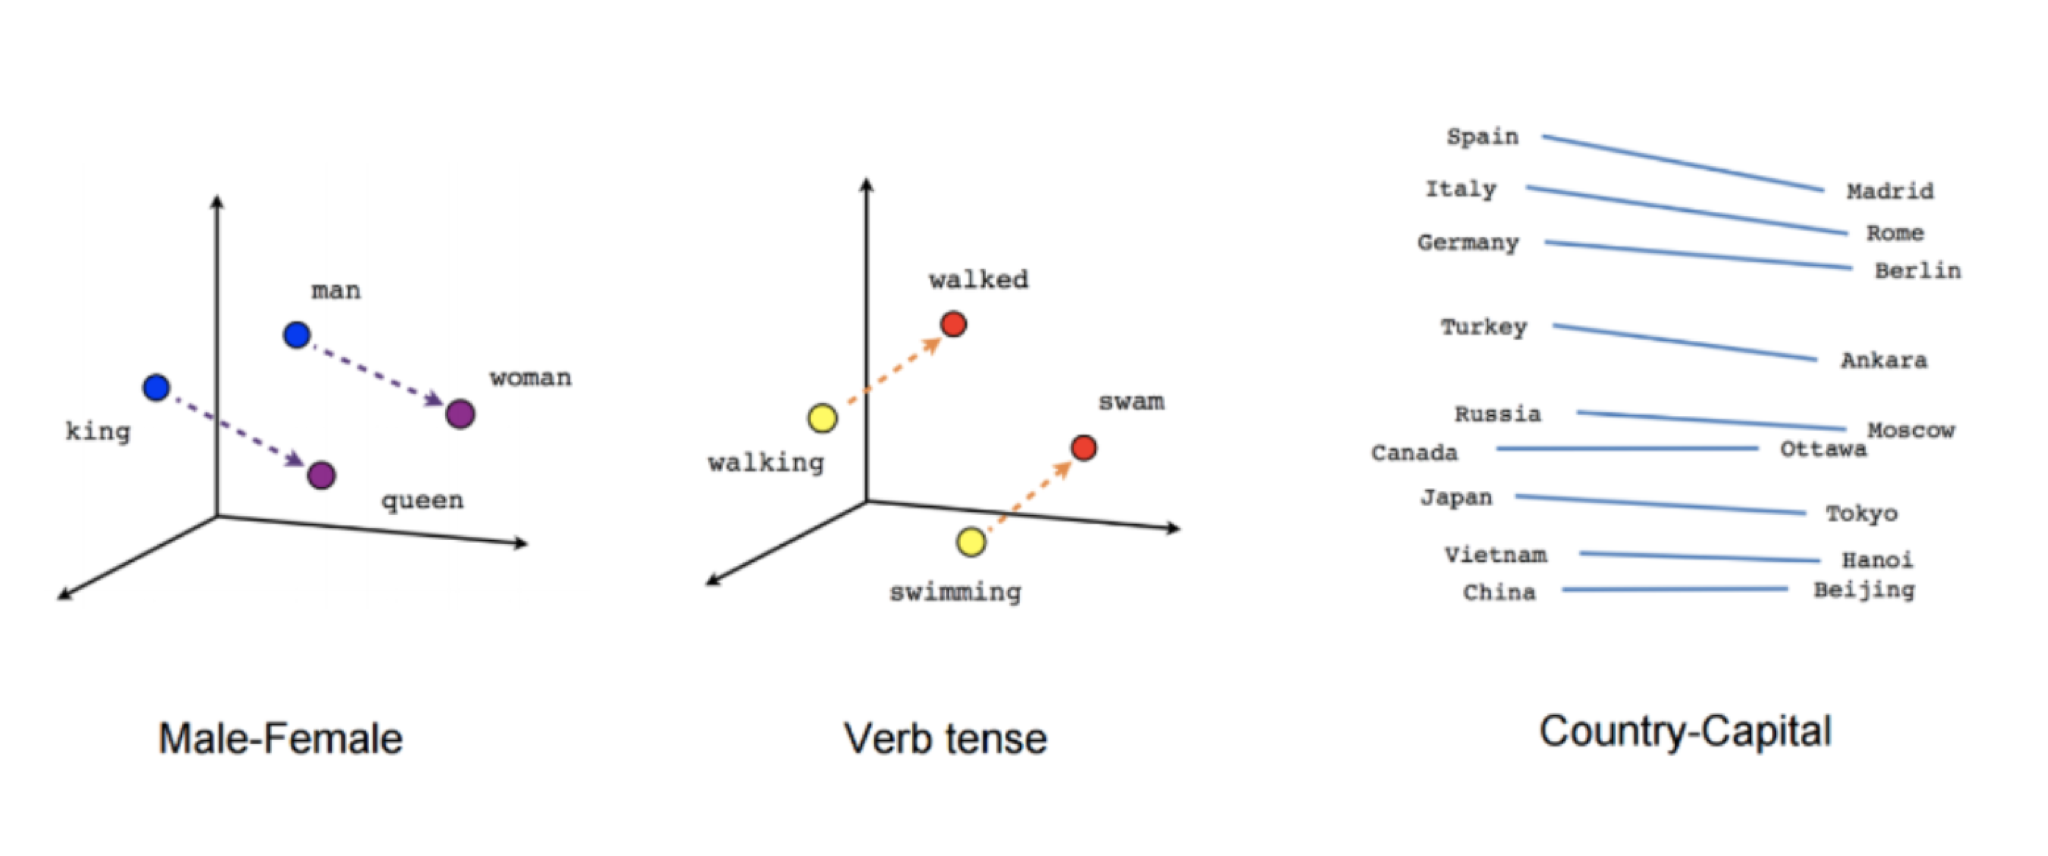 man
woman
king
queen
Male-Female
walked
swam
walking
swimming
Verb tense
Spain Madrid
Italy Rome
Germany Berlin
Turkey Ankara
Russia Moscow
Canada Ottawa
Japan Tokyo
Vietnam Hanoi
China Beijing
Country-Capital